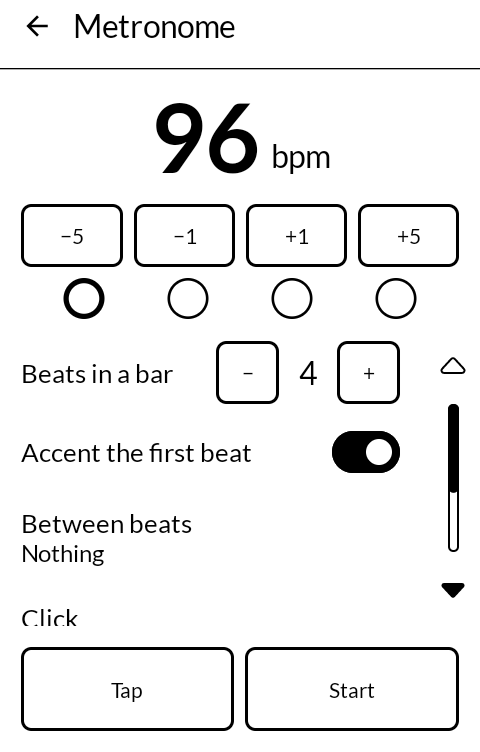 Metronome
96 bpm
−5
−1
+1
+5
Beats in a bar
−
4
+
Accent the first beat
Between beats
Nothing
Click
Tap
Start